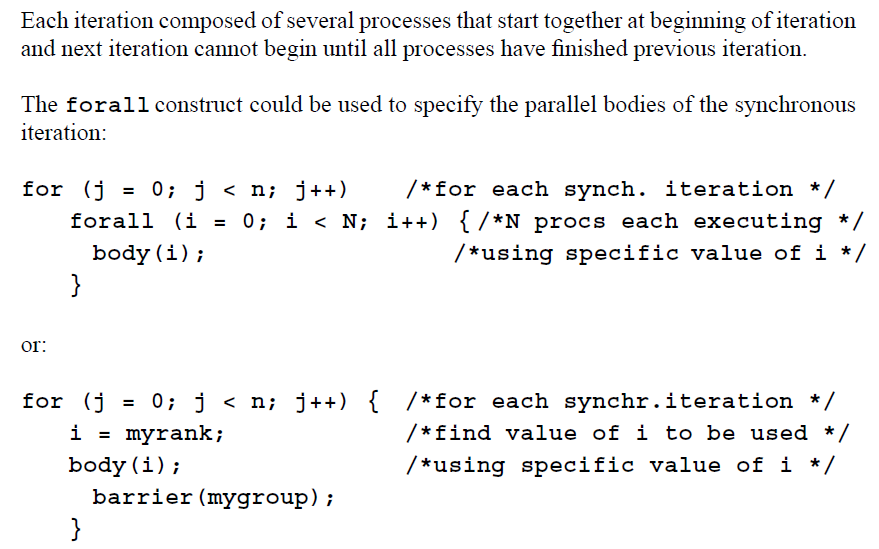 Each iteration composed of several processes that start together at beginning of iteration
and next iteration cannot begin until all processes have finished previous iteration.
The forall construct could be used to specify the parallel bodies of the synchronous
iteration:
for (j = 0; j < n; j++) /*for each synch. iteration */
forall (i = 0; i < N; i++) { /*N procs each executing */
body(i); /*using specific value of i */
}
or:
for (j = 0; j < n; j++) { /*for each synchr.iteration */
i = myrank; /*find value of i to be used */
body(i); /*using specific value of i */
barrier(mygroup);
}